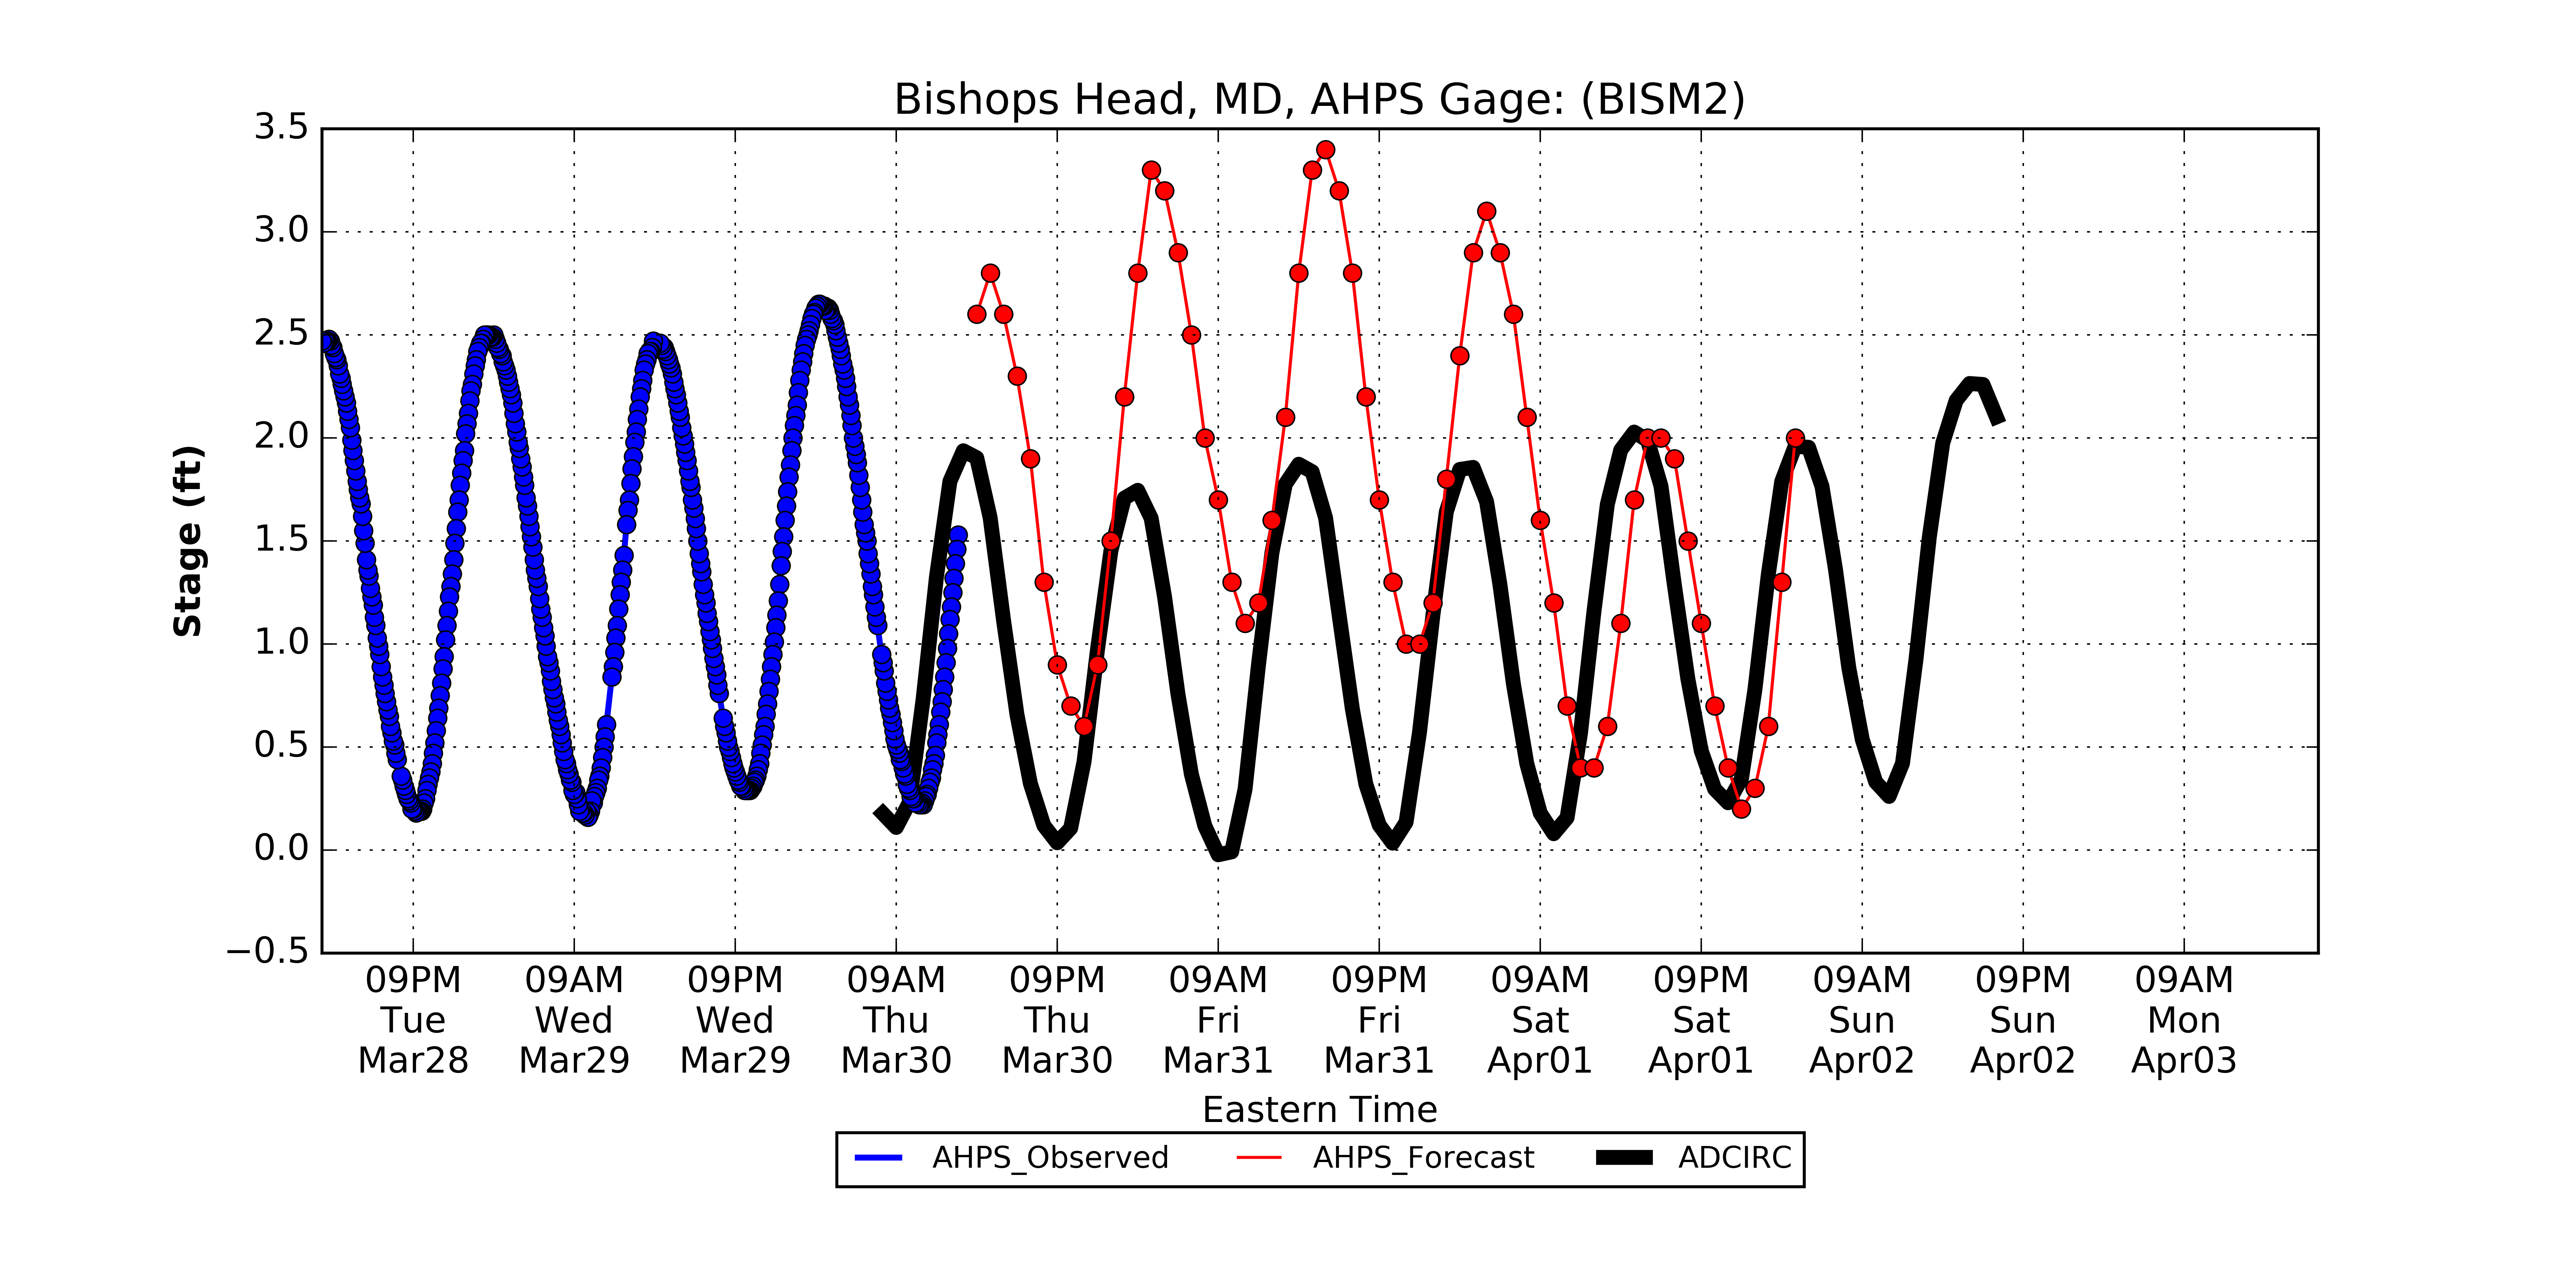 Bishops Head, MD, AHPS Gage: (BISM2)
3.5
3.0
2.5
2.0
1.5
1.0
0.5
0.0
−0.5
Stage (ft)
09PM 09AM 09PM 09AM 09PM 09AM 09PM 09AM 09PM 09AM 09PM 09AM
Tue Wed Wed Thu Thu Fri Fri Sat Sat Sun Sun Mon
Mar28 Mar29 Mar29 Mar30 Mar30 Mar31 Mar31 Apr01 Apr01 Apr02 Apr02 Apr03
Eastern Time
AHPS_Observed AHPS_Forecast ADCIRC